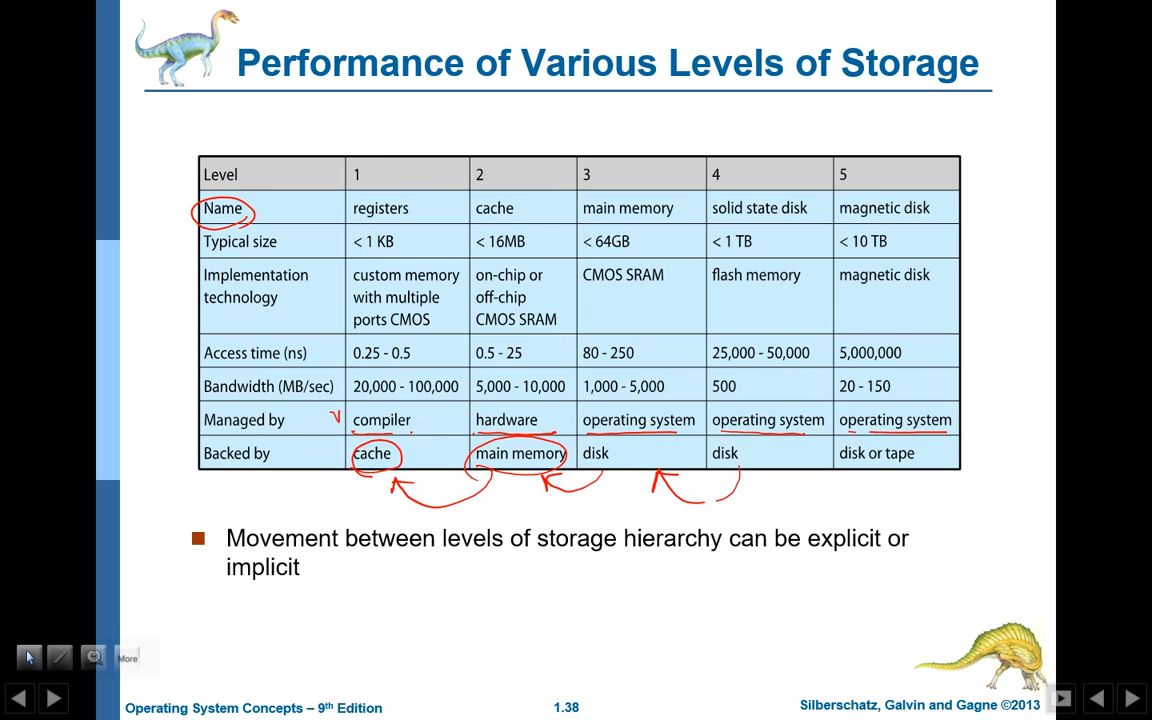 Performance of Various Levels of Storage
Level 1 2 3 4 5
Name registers cache main memory solid state disk magnetic disk
Typical size < 1 KB < 16MB < 64GB < 1 TB < 10 TB
Implementation technology custom memory with multiple ports CMOS on-chip or off-chip CMOS SRAM CMOS SRAM flash memory magnetic disk
Access time (ns) 0.25 - 0.5 0.5 - 25 80 - 250 25,000 - 50,000 5,000,000
Bandwidth (MB/sec) 20,000 - 100,000 5,000 - 10,000 1,000 - 5,000 500 20 - 150
Managed by compiler hardware operating system operating system operating system
Backed by cache main memory disk disk disk or tape
Movement between levels of storage hierarchy can be explicit or
implicit
More
Operating System Concepts – 9th Edition 1.38 Silberschatz, Galvin and Gagne ©2013